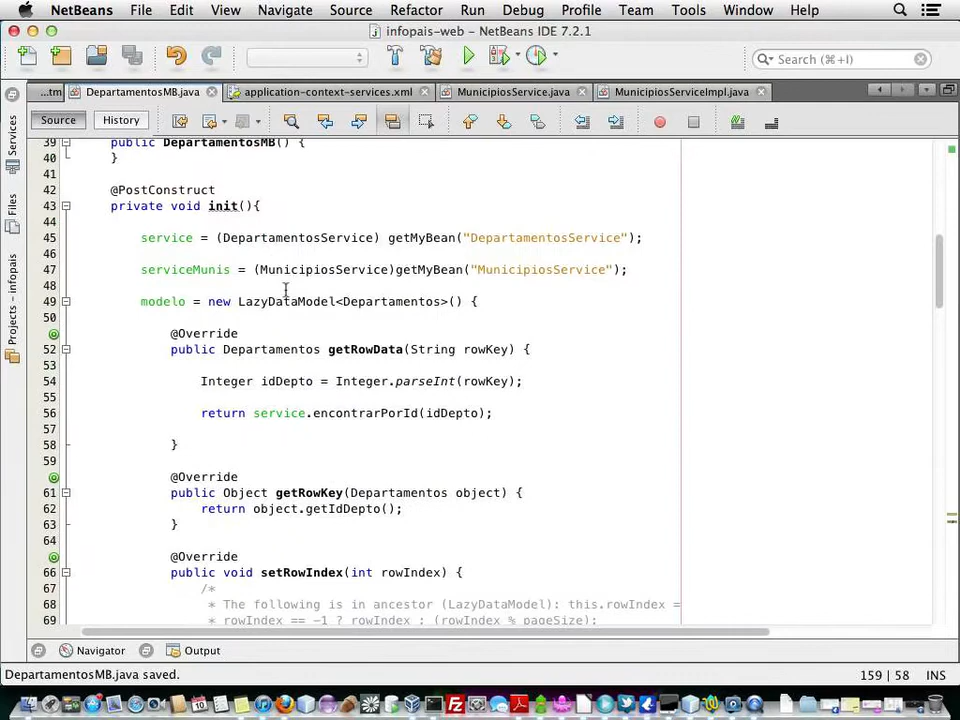 NetBeans File Edit View Navigate Source Refactor Run Debug Profile Team Tools Window Help
infopais-web - NetBeans IDE 7.2.1
Search (⌘+I)
...tm DepartamentosMB.java application-context-services.xml MunicipiosService.java MunicipiosServiceImpl.java
Source History
Services
Files
Projects - infopais
39 public DepartamentosMB() {
40 }
41
42 @PostConstruct
43 private void init(){
44
45 service = (DepartamentosService) getMyBean("DepartamentosService");
46
47 serviceMunis = (MunicipiosService)getMyBean("MunicipiosService");
48
49 modelo = new LazyDataModel<Departamentos>() {
50
@Override
52 public Departamentos getRowData(String rowKey) {
53
54 Integer idDepto = Integer.parseInt(rowKey);
55
56 return service.encontrarPorId(idDepto);
57
58 }
59
@Override
61 public Object getRowKey(Departamentos object) {
62 return object.getIdDepto();
63 }
64
@Override
66 public void setRowIndex(int rowIndex) {
67 /*
68 * The following is in ancestor (LazyDataModel): this.rowIndex =
69 * rowIndex == -1 ? rowIndex : (rowIndex % pageSize);
Navigator Output
DepartamentosMB.java saved. 159 | 58 INS